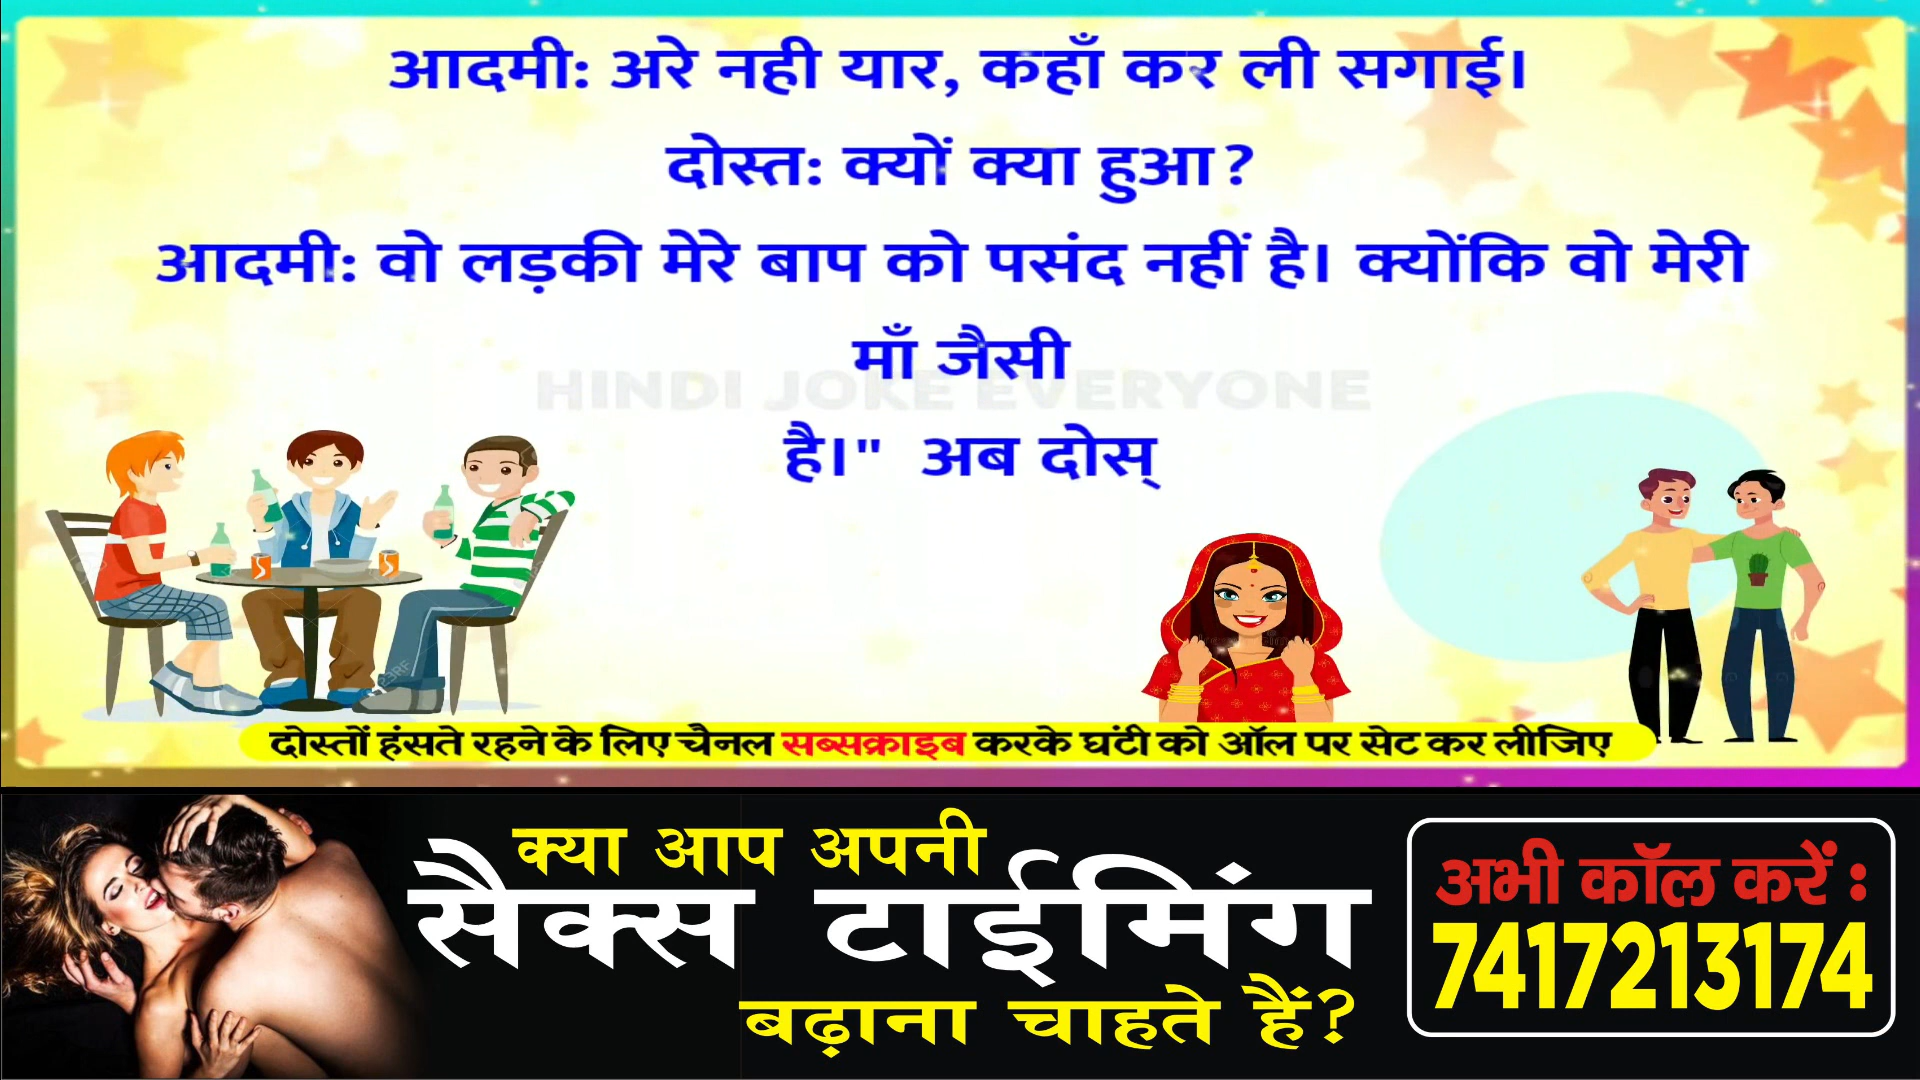 आदमी: अरे नही यार, कहाँ कर ली सगाई।
दोस्त: क्यों क्या हुआ?
आदमी: वो लड़की मेरे बाप को पसंद नहीं है। क्योंकि वो मेरी
माँ जैसी
HINDI JOKE EVERYONE
है।" अब दोस्
दोस्तों हंसते रहने के लिए चैनल सब्सक्राइब करके घंटी को ऑल पर सेट कर लीजिए
क्या आप अपनी
सैक्स टाईमिंग
बढ़ाना चाहते हैं?
अभी कॉल करें :
7417213174